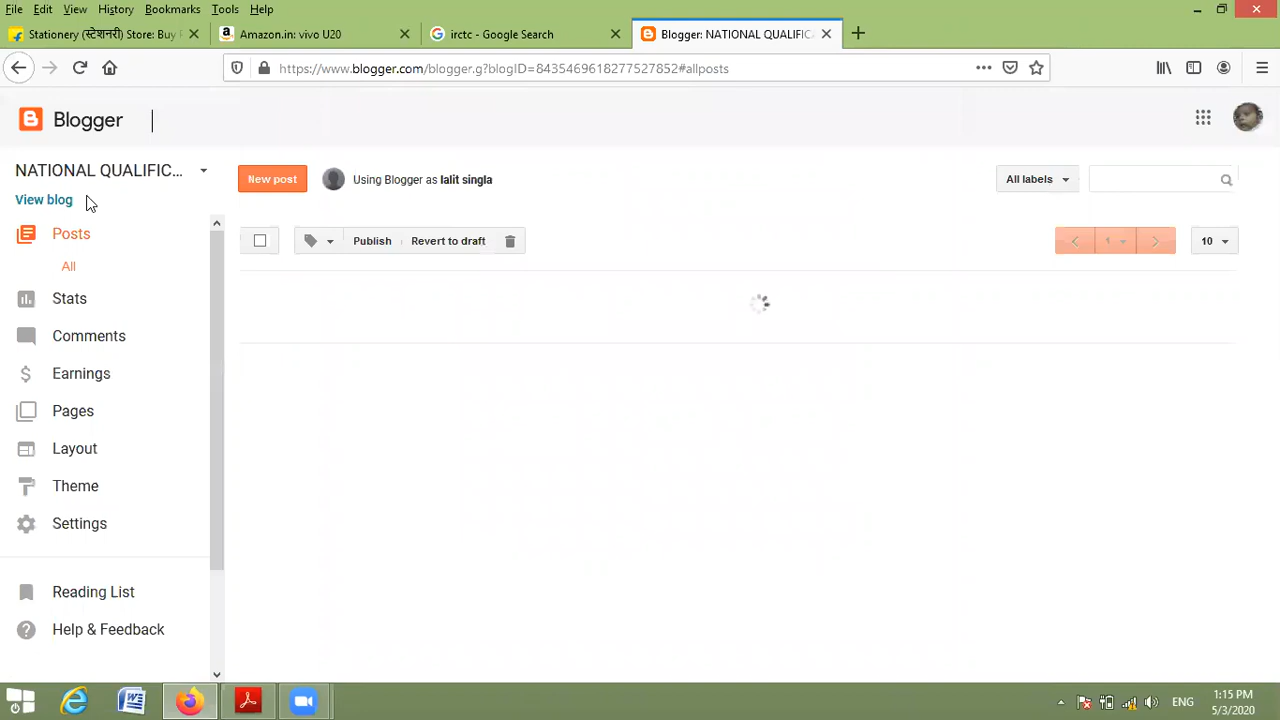 File Edit View History Bookmarks Tools Help
Stationery (स्टेशनरी) Store: Buy
Amazon.in: vivo U20
irctc - Google Search
Blogger: NATIONAL QUALIFIC
https://www.blogger.com/blogger.g?blogID=8435469618277527852#allposts
Blogger
NATIONAL QUALIFIC...
View blog
New post
Using Blogger as lalit singla
All labels
Posts
All
Publish
Revert to draft
1
10
Stats
Comments
Earnings
Pages
Layout
Theme
Settings
Reading List
Help & Feedback
ENG
1:15 PM
5/3/2020